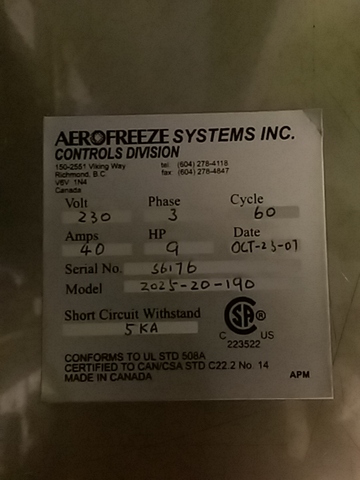 AEROFREEZE SYSTEMS INC.
CONTROLS DIVISION
150-2551 Viking Way tel: (604) 278-4118
Richmond, B.C. fax (604) 278-4847
V6V 1N4
Canada
Volt Phase Cycle
230 3 60
Amps HP Date
40 9 OCT-23-07
Serial No. S6176
Model 2025-20-190
Short Circuit Withstand
5KA
SA
C US
223522
CONFORMS TO UL STD 508A
CERTIFIED TO CAN/CSA STD C22.2 No. 14
MADE IN CANADA APM